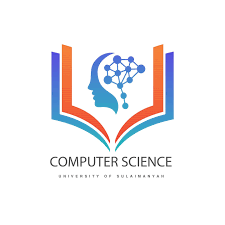 COMPUTER SCIENCE
UNIVERSITY OF SULAIMANYAH